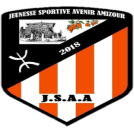 JEUNESSE SPORTIVE AVENIR AMIZOUR
2018
J.S.A.A